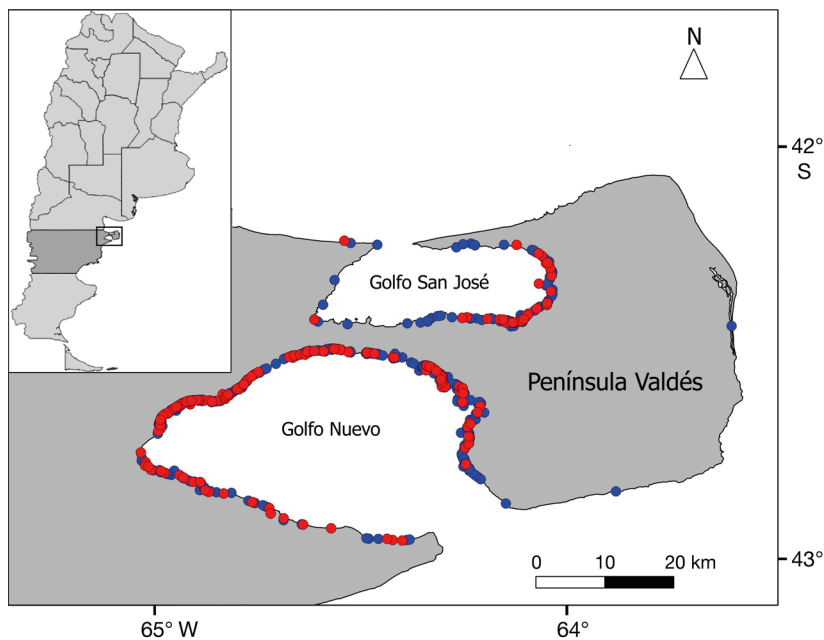 N
42°
S
Golfo San José
Península Valdés
Golfo Nuevo
0 10 20 km
43°
65° W
64°